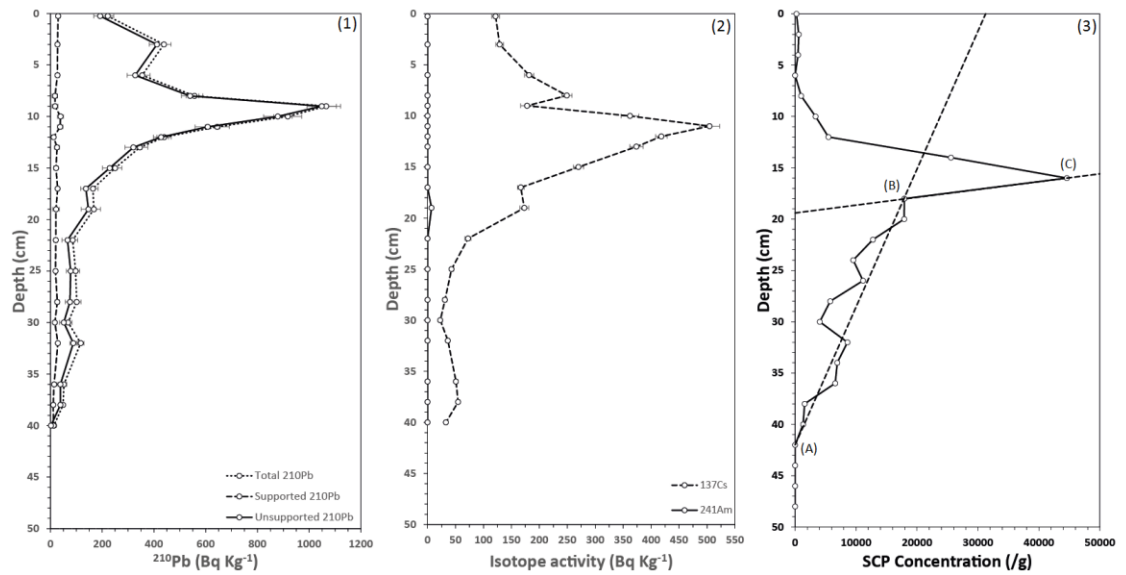 (1)
0
5
10
15
20
25
30
35
40
45
50
Depth (cm)
Total 210Pb
Supported 210Pb
Unsupported 210Pb
0 200 400 600 800 1000 1200
²¹⁰Pb (Bq Kg⁻¹)
(2)
0
5
10
15
20
25
30
35
40
45
50
Depth (cm)
137Cs
241Am
0 50 100 150 200 250 300 350 400 450 500 550
Isotope activity (Bq Kg⁻¹)
(3)
0
5
10
15
20
25
30
35
40
45
50
Depth (cm)
(C)
(B)
(A)
0 10000 20000 30000 40000 50000
SCP Concentration (/g)